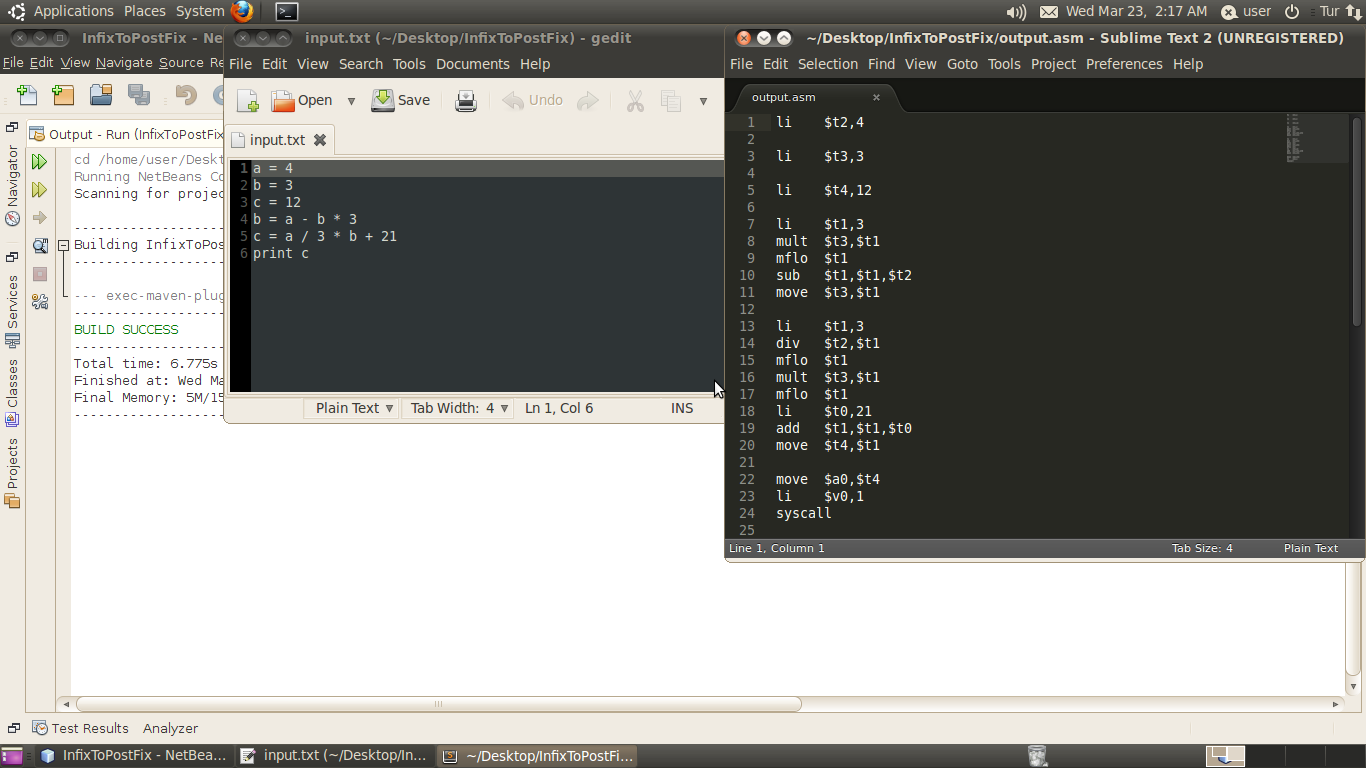 Applications Places System
Wed Mar 23, 2:17 AM user Tur
InfixToPostFix - Ne
File Edit View Navigate Source Re
Output - Run (InfixToPostFix
cd /home/user/Deskt
Running NetBeans Co
Scanning for projec
------------------
Building InfixToPos
------------------
--- exec-maven-plug
------------------
BUILD SUCCESS
------------------
Total time: 6.775s
Finished at: Wed Ma
Final Memory: 5M/15
------------------
Navigator
Services
Classes
Projects
Test Results Analyzer
input.txt (~/Desktop/InfixToPostFix) - gedit
File Edit View Search Tools Documents Help
Open Save Undo
input.txt
1 a = 4
2 b = 3
3 c = 12
4 b = a - b * 3
5 c = a / 3 * b + 21
6 print c
Plain Text Tab Width: 4 Ln 1, Col 6 INS
~/Desktop/InfixToPostFix/output.asm - Sublime Text 2 (UNREGISTERED)
File Edit Selection Find View Goto Tools Project Preferences Help
output.asm
1 li $t2,4
2
3 li $t3,3
4
5 li $t4,12
6
7 li $t1,3
8 mult $t3,$t1
9 mflo $t1
10 sub $t1,$t1,$t2
11 move $t3,$t1
12
13 li $t1,3
14 div $t2,$t1
15 mflo $t1
16 mult $t3,$t1
17 mflo $t1
18 li $t0,21
19 add $t1,$t1,$t0
20 move $t4,$t1
21
22 move $a0,$t4
23 li $v0,1
24 syscall
25
Line 1, Column 1 Tab Size: 4 Plain Text
InfixToPostFix - NetBea... input.txt (~/Desktop/In... ~/Desktop/InfixToPostFi...